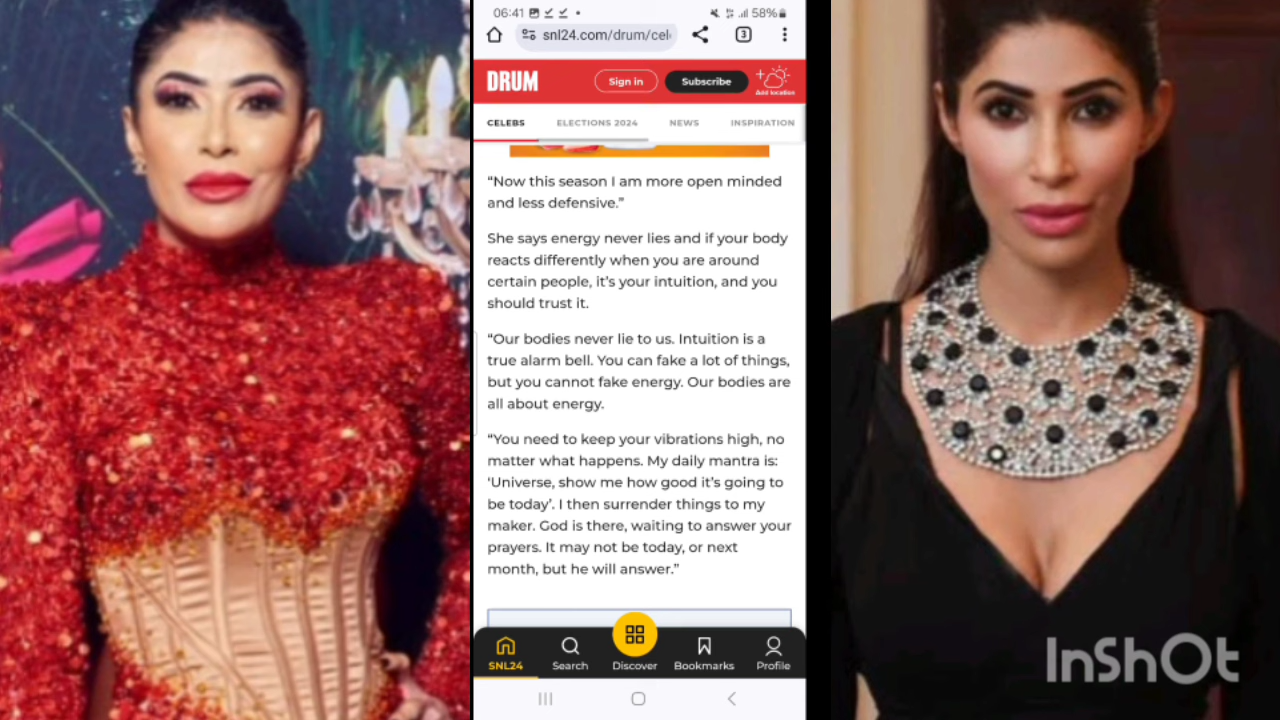 06:41
58%
snl24.com/drum/cel
3
DRUM
Sign in
Subscribe
Add location
CELEBS
ELECTIONS 2024
NEWS
INSPIRATION
“Now this season I am more open minded
and less defensive.”
She says energy never lies and if your body
reacts differently when you are around
certain people, it’s your intuition, and you
should trust it.
“Our bodies never lie to us. Intuition is a
true alarm bell. You can fake a lot of things,
but you cannot fake energy. Our bodies are
all about energy.
“You need to keep your vibrations high, no
matter what happens. My daily mantra is:
‘Universe, show me how good it’s going to
be today’. I then surrender things to my
maker. God is there, waiting to answer your
prayers. It may not be today, or next
month, but he will answer.”
SNL24
Search
Discover
Bookmarks
Profile
InShOt